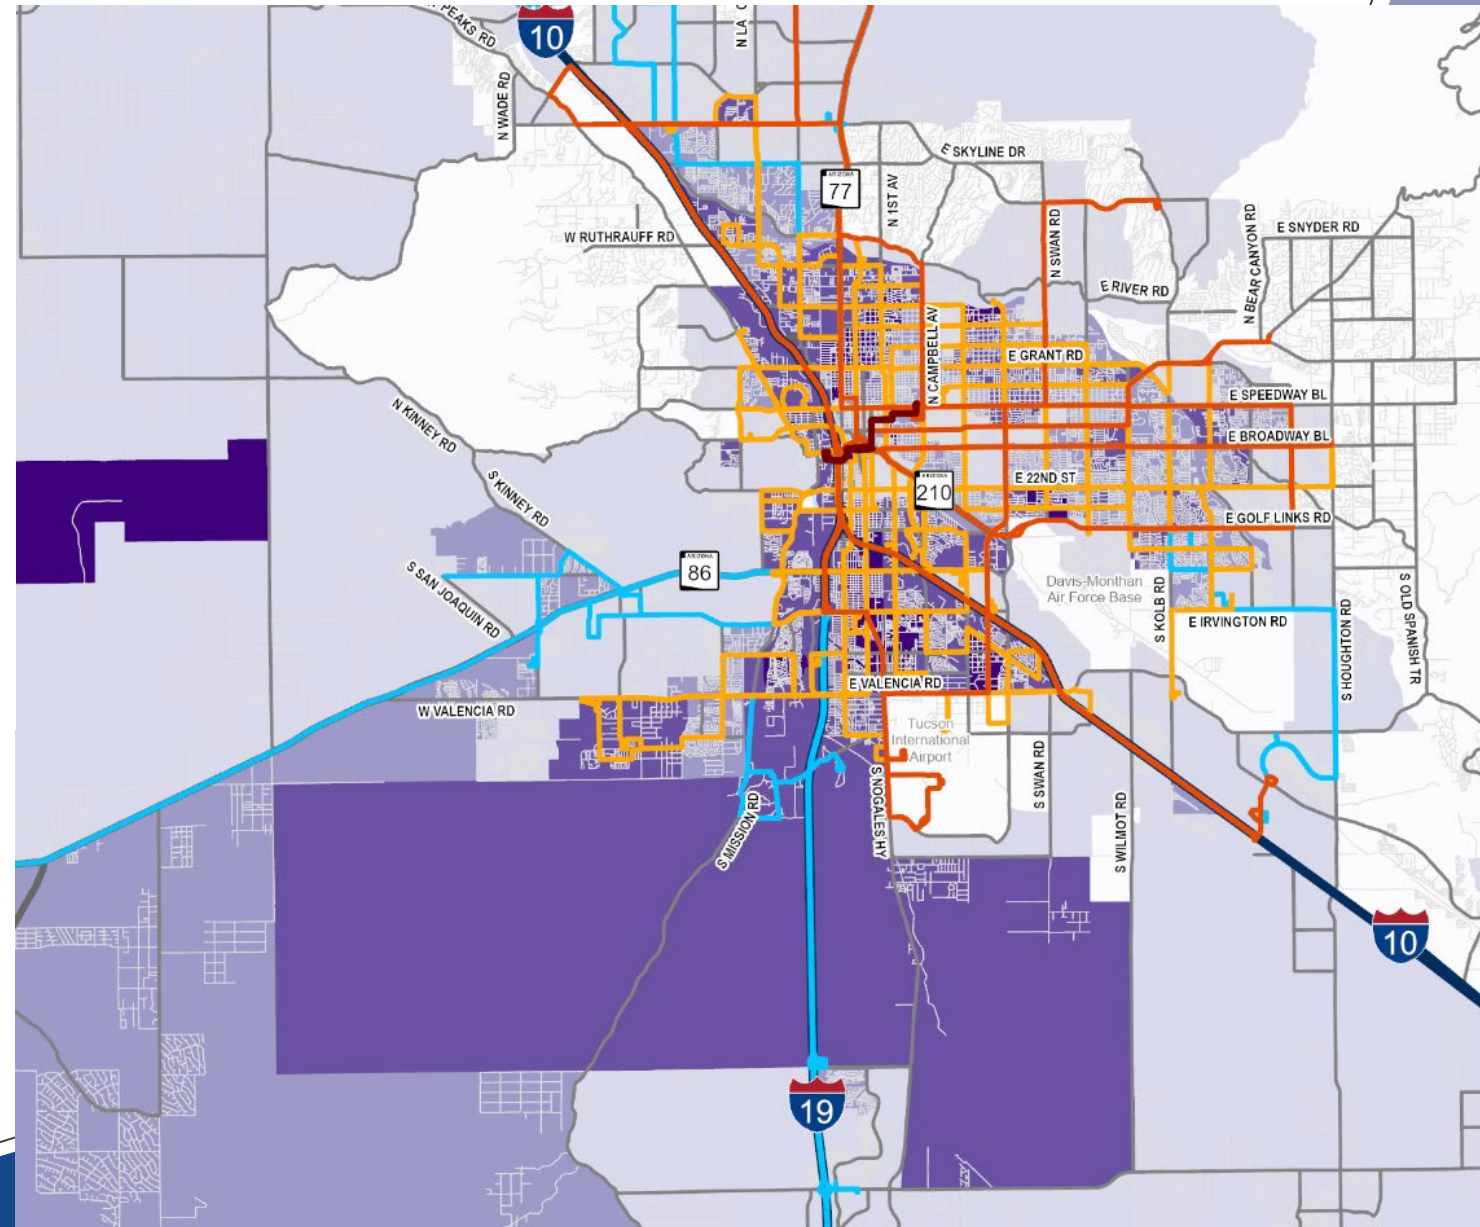 PEAKS RD
10
N LA C
N WADE RD
E SKYLINE DR
ARIZONA
77
N 1ST AV
N SWAN RD
N BEAR CANYON RD
E SNYDER RD
W RUTHRAUFF RD
E RIVER RD
N CAMPBELL AV
E GRANT RD
E SPEEDWAY BL
N KINNEY RD
E BROADWAY BL
S KINNEY RD
E 22ND ST
ARIZONA
210
E GOLF LINKS RD
ARIZONA
86
S SAN JOAQUIN RD
Davis-Monthan
Air Force Base
S KOLB RD
E IRVINGTON RD
S HOUGHTON RD
S OLD SPANISH TR
E VALENCIA RD
W VALENCIA RD
Tucson
International
Airport
S SWAN RD
S NOGALES HY
S MISSION RD
S WILMOT RD
10
19